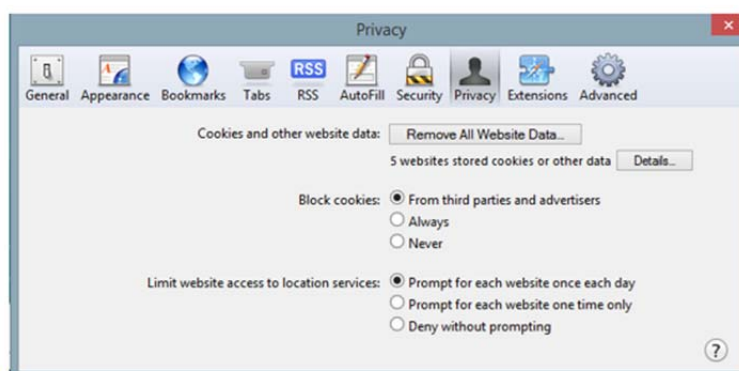 Privacy
RSS
General Appearance Bookmarks Tabs RSS AutoFill Security Privacy Extensions Advanced
Cookies and other website data: Remove All Website Data...
5 websites stored cookies or other data Details...
Block cookies: From third parties and advertisers
Always
Never
Limit website access to location services: Prompt for each website once each day
Prompt for each website one time only
Deny without prompting
?